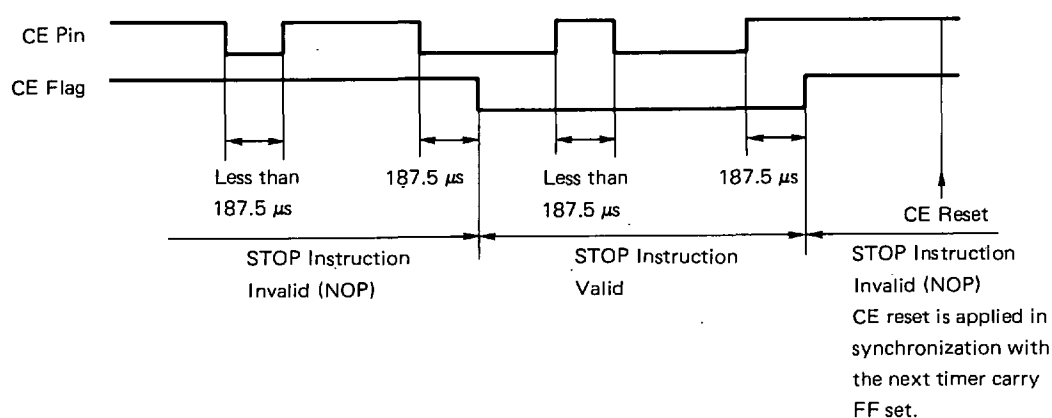 CE Pin
CE Flag
Less than
187.5 μs
187.5 μs
Less than
187.5 μs
187.5 μs
CE Reset
STOP Instruction
Invalid (NOP)
STOP Instruction
Valid
STOP Instruction
Invalid (NOP)
CE reset is applied in
synchronization with
the next timer carry
FF set.